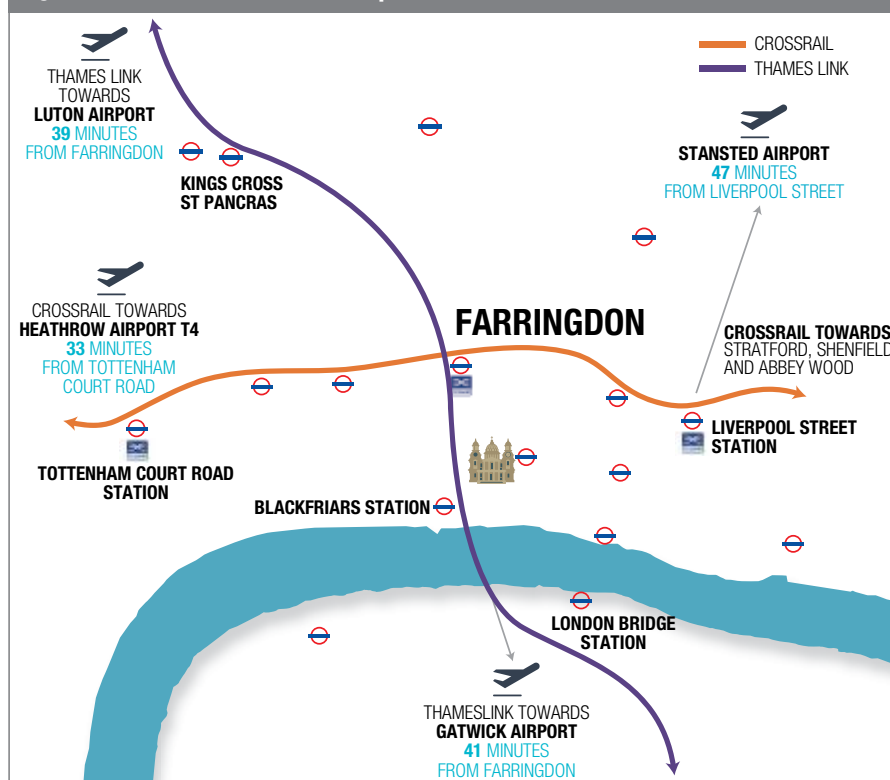 CROSSRAIL
THAMES LINK
THAMES LINK
TOWARDS
LUTON AIRPORT
39 MINUTES
FROM FARRINGDON
KINGS CROSS
ST PANCRAS
STANSTED AIRPORT
47 MINUTES
FROM LIVERPOOL STREET
CROSSRAIL TOWARDS
HEATHROW AIRPORT T4
33 MINUTES
FROM TOTTENHAM
COURT ROAD
FARRINGDON
CROSSRAIL TOWARDS
STRATFORD, SHENFIELD
AND ABBEY WOOD
LIVERPOOL STREET
STATION
TOTTENHAM COURT ROAD
STATION
BLACKFRIARS STATION
LONDON BRIDGE
STATION
THAMESLINK TOWARDS
GATWICK AIRPORT
41 MINUTES
FROM FARRINGDON